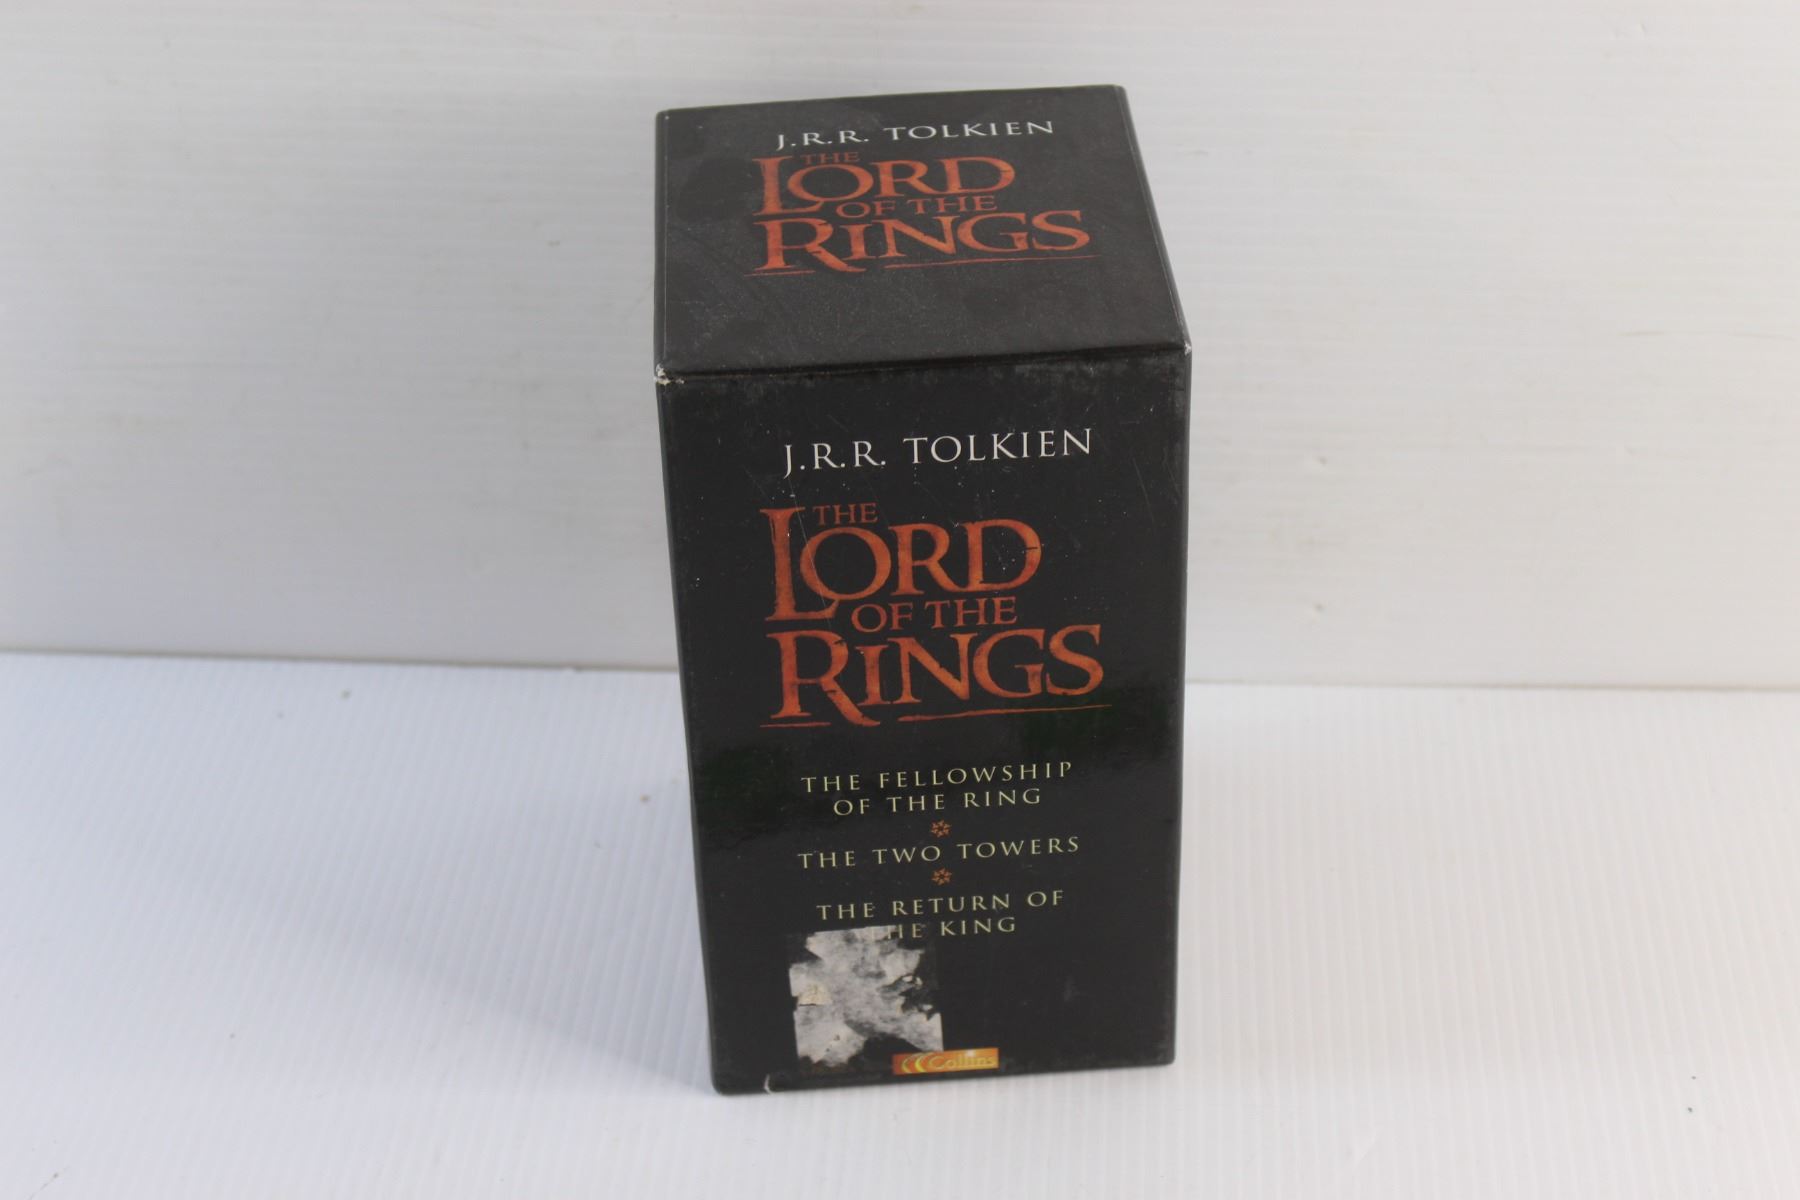 J.R.R. TOLKIEN
THE
LORD
OF THE
RINGS
J.R.R. TOLKIEN
THE
LORD
OF THE
RINGS
THE FELLOWSHIP
OF THE RING
THE TWO TOWERS
THE RETURN OF
THE KING
Collins